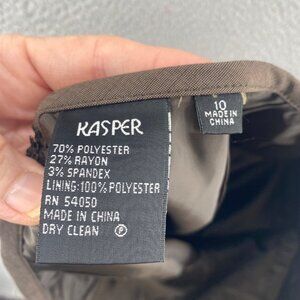 KASPER
70% POLYESTER
27% RAYON
3% SPANDEX
LINING:100% POLYESTER
RN 54050
MADE IN CHINA
DRY CLEAN Ⓟ
10
MADE IN
CHINA